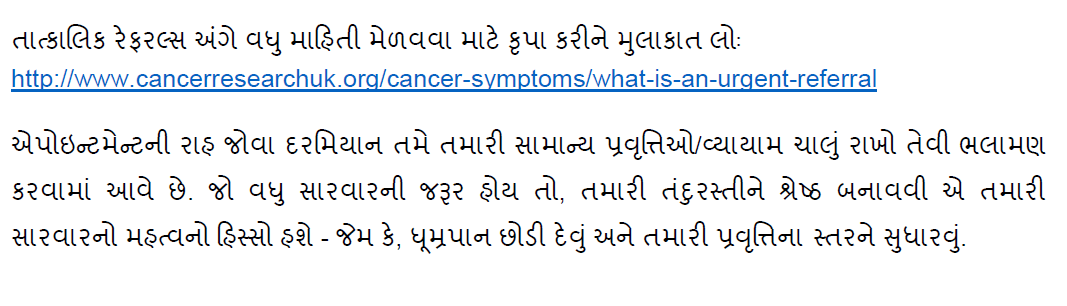 તાત્કાલિક રેફરલ્સ અંગે વધુ માહિતી મેળવવા માટે કૃપા કરીને મુલાકાત લોઃ
http://www.cancerresearchuk.org/cancer-symptoms/what-is-an-urgent-referral
એપોઇન્ટમેન્ટની રાહ જોવા દરમિયાન તમે તમારી સામાન્ય પ્રવૃત્તિઓ/વ્યાયામ ચાલું રાખો તેવી ભલામણ
કરવામાં આવે છે. જો વધુ સારવારની જરૂર હોય તો, તમારી તંદુરસ્તીને શ્રેષ્ઠ બનાવવી એ તમારી
સારવારનો મહત્વનો હિસ્સો હશે - જેમ કે, ધૂમ્રપાન છોડી દેવું અને તમારી પ્રવૃત્તિના સ્તરને સુધારવું.